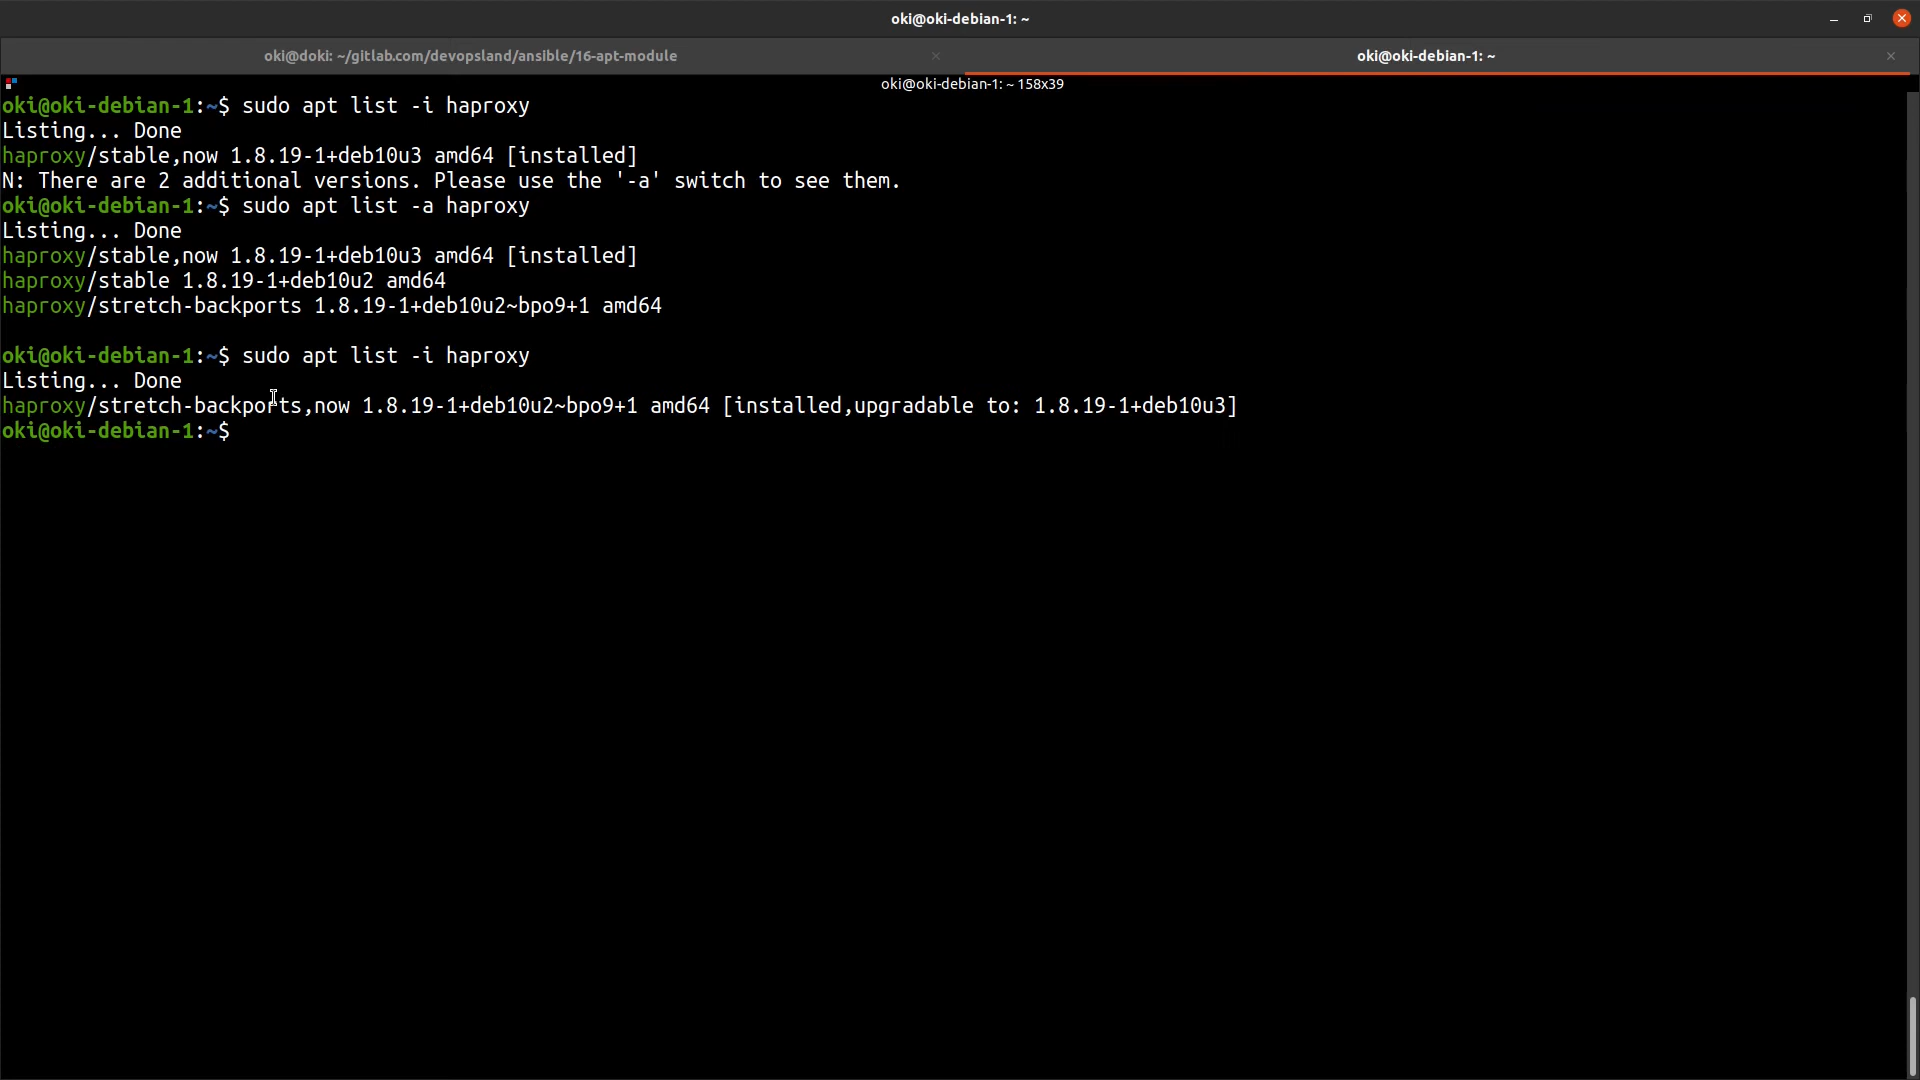 oki@oki-debian-1: ~
oki@doki: ~/gitlab.com/devopsland/ansible/16-apt-module
oki@oki-debian-1: ~
oki@oki-debian-1: ~ 158x39
oki@oki-debian-1:~$ sudo apt list -i haproxy
Listing... Done
haproxy/stable,now 1.8.19-1+deb10u3 amd64 [installed]
N: There are 2 additional versions. Please use the '-a' switch to see them.
oki@oki-debian-1:~$ sudo apt list -a haproxy
Listing... Done
haproxy/stable,now 1.8.19-1+deb10u3 amd64 [installed]
haproxy/stable 1.8.19-1+deb10u2 amd64
haproxy/stretch-backports 1.8.19-1+deb10u2~bpo9+1 amd64
oki@oki-debian-1:~$ sudo apt list -i haproxy
Listing... Done
haproxy/stretch-backports,now 1.8.19-1+deb10u2~bpo9+1 amd64 [installed,upgradable to: 1.8.19-1+deb10u3]
oki@oki-debian-1:~$